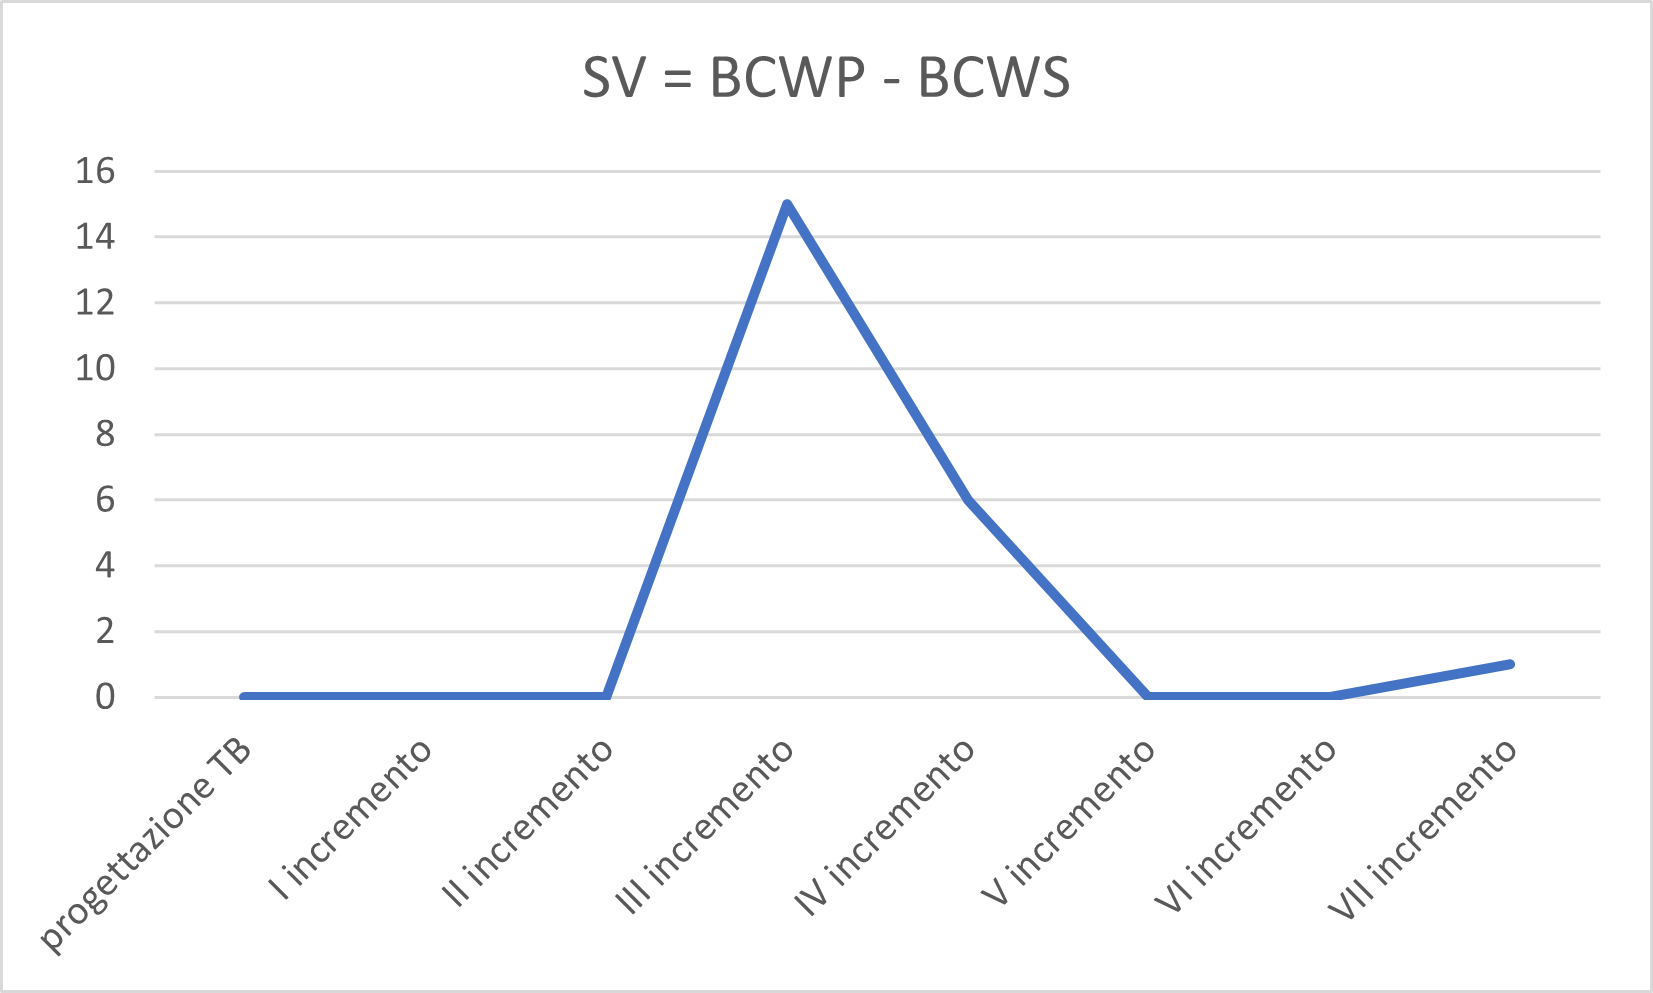 SV = BCWP - BCWS
16
14
12
10
8
6
4
2
0
progettazione TB
I incremento
II incremento
III incremento
IV incremento
V incremento
VI incremento
VII incremento